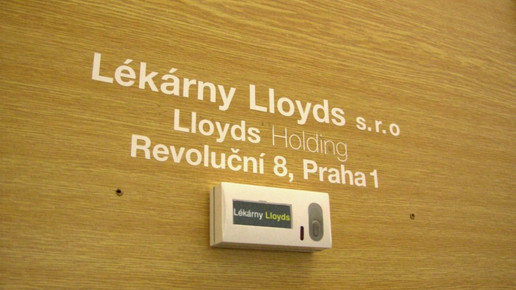 Lékárny Lloyds s.r.o
Lloyds Holding
Revoluční 8, Praha 1
Lékárny Lloyds